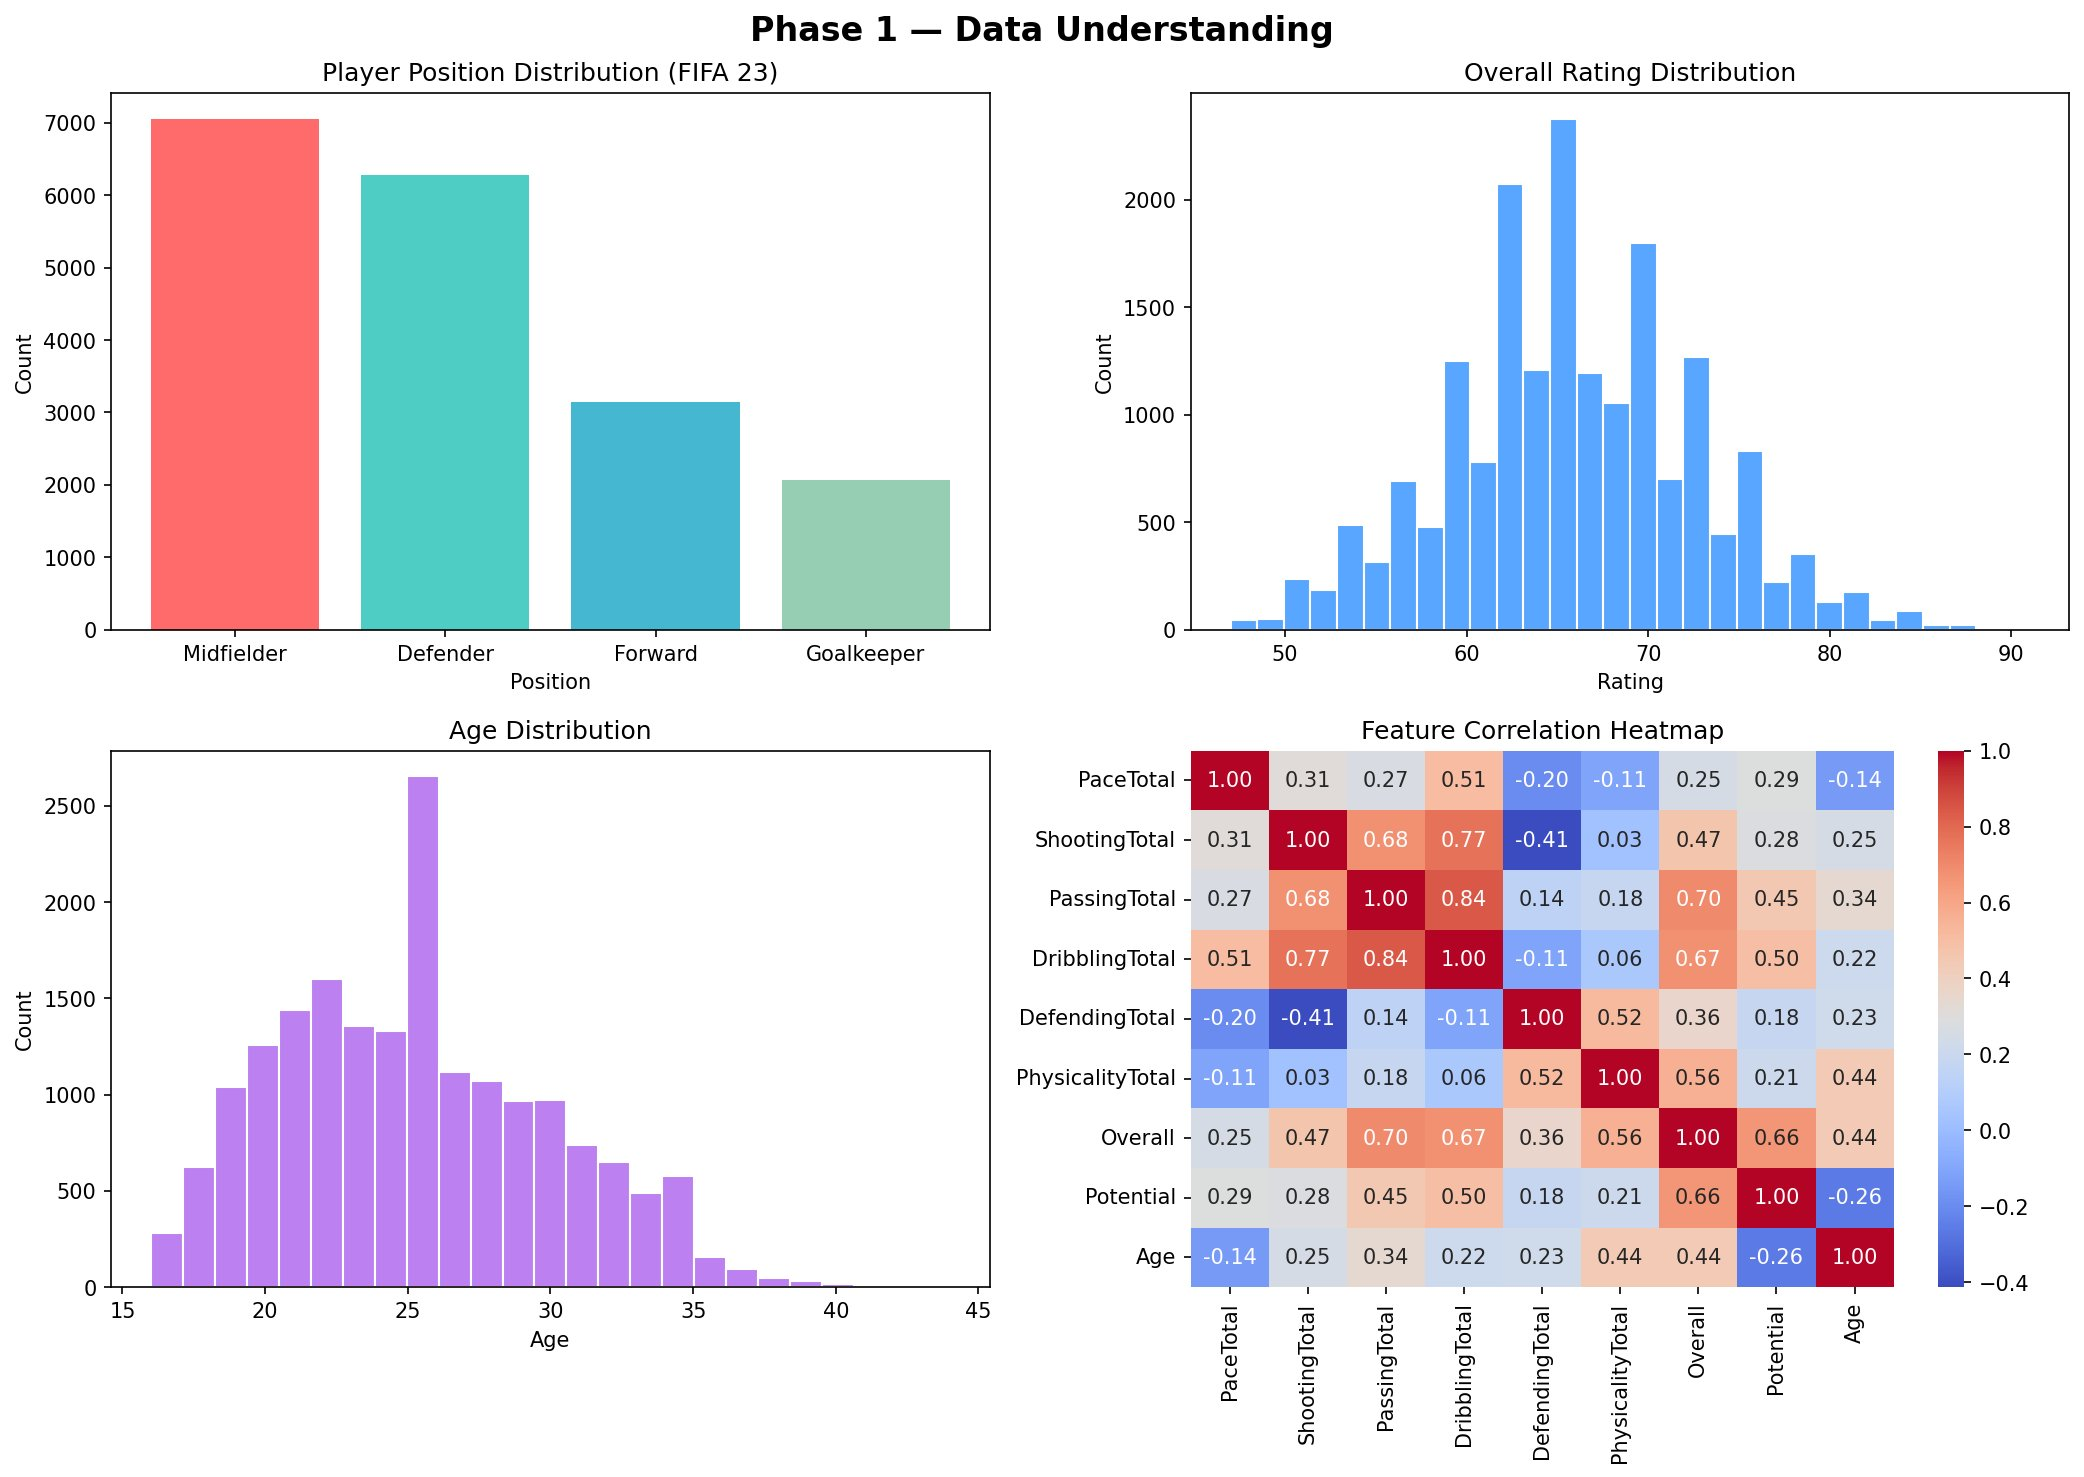 Phase 1 — Data Understanding
Player Position Distribution (FIFA 23)
Count
7000
6000
5000
4000
3000
2000
1000
0
Midfielder Defender Forward Goalkeeper
Position
Overall Rating Distribution
Count
2000
1500
1000
500
0
50 60 70 80 90
Rating
Age Distribution
Count
2500
2000
1500
1000
500
0
15 20 25 30 35 40 45
Age
Feature Correlation Heatmap
PaceTotal 1.00 0.31 0.27 0.51 -0.20 -0.11 0.25 0.29 -0.14
ShootingTotal 0.31 1.00 0.68 0.77 -0.41 0.03 0.47 0.28 0.25
PassingTotal 0.27 0.68 1.00 0.84 0.14 0.18 0.70 0.45 0.34
DribblingTotal 0.51 0.77 0.84 1.00 -0.11 0.06 0.67 0.50 0.22
DefendingTotal -0.20 -0.41 0.14 -0.11 1.00 0.52 0.36 0.18 0.23
PhysicalityTotal -0.11 0.03 0.18 0.06 0.52 1.00 0.56 0.21 0.44
Overall 0.25 0.47 0.70 0.67 0.36 0.56 1.00 0.66 0.44
Potential 0.29 0.28 0.45 0.50 0.18 0.21 0.66 1.00 -0.26
Age -0.14 0.25 0.34 0.22 0.23 0.44 0.44 -0.26 1.00
PaceTotal ShootingTotal PassingTotal DribblingTotal DefendingTotal PhysicalityTotal Overall Potential Age
1.0
0.8
0.6
0.4
0.2
0.0
−0.2
−0.4